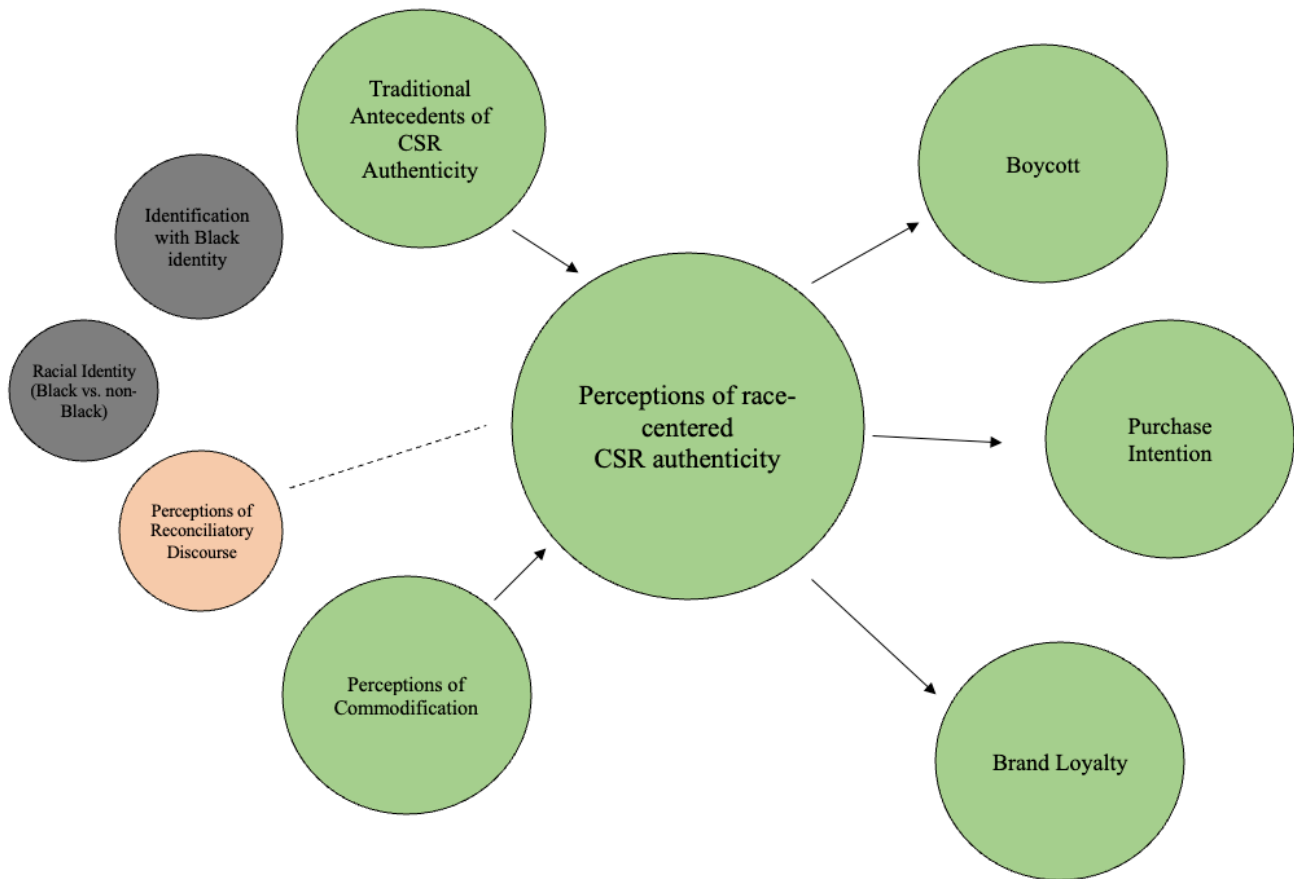 Traditional
Antecedents of
CSR
Authenticity
Identification
with Black
identity
Racial Identity
(Black vs. non-
Black)
Perceptions of
Reconciliatory
Discourse
Perceptions of
Commodification
Perceptions of race-
centered
CSR authenticity
Boycott
Purchase
Intention
Brand Loyalty